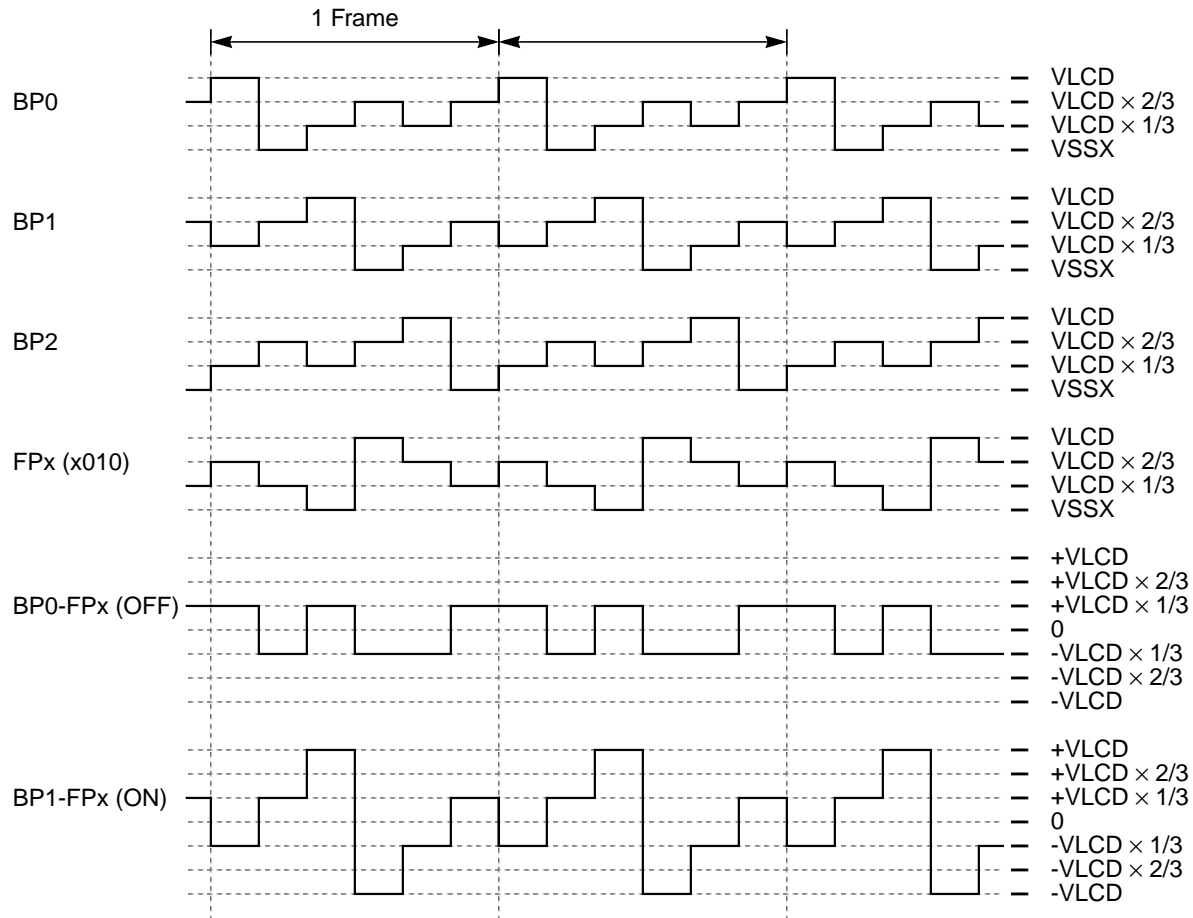 1 Frame
BP0
VLCD
VLCD × 2/3
VLCD × 1/3
VSSX
BP1
VLCD
VLCD × 2/3
VLCD × 1/3
VSSX
BP2
VLCD
VLCD × 2/3
VLCD × 1/3
VSSX
FPx (x010)
VLCD
VLCD × 2/3
VLCD × 1/3
VSSX
BP0-FPx (OFF)
+VLCD
+VLCD × 2/3
+VLCD × 1/3
0
-VLCD × 1/3
-VLCD × 2/3
-VLCD
BP1-FPx (ON)
+VLCD
+VLCD × 2/3
+VLCD × 1/3
0
-VLCD × 1/3
-VLCD × 2/3
-VLCD